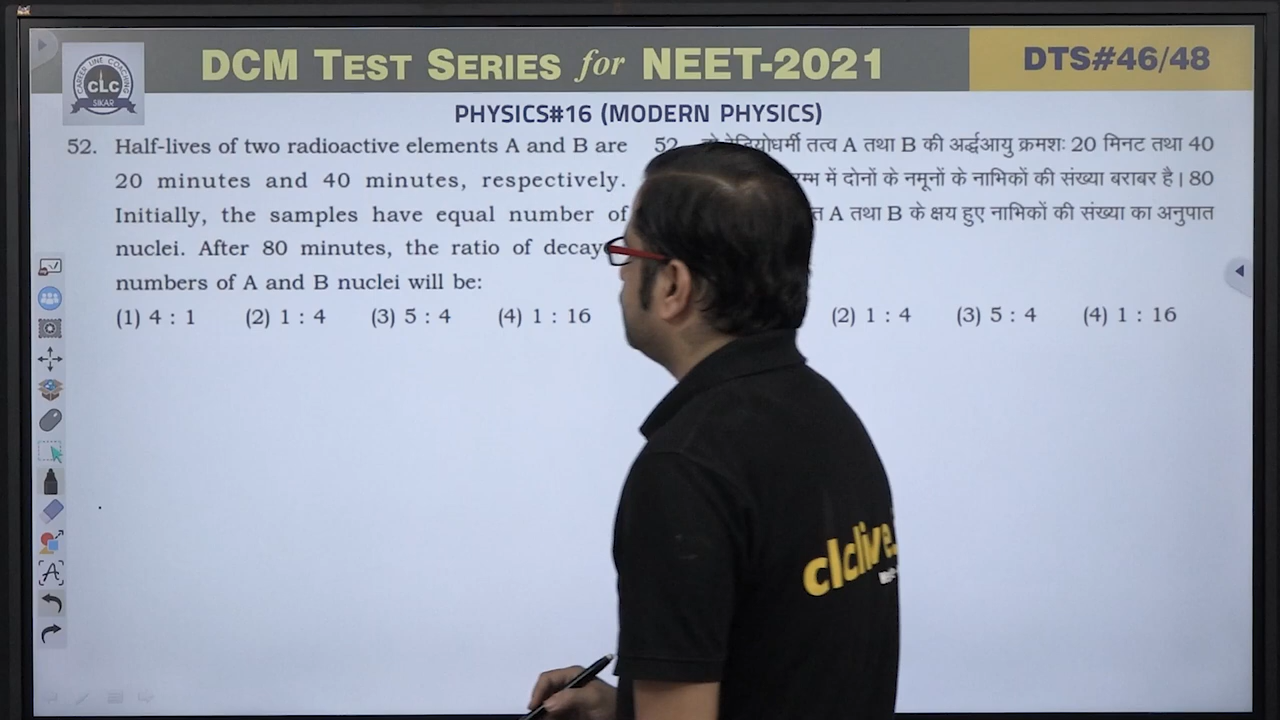 DCM TEST SERIES for NEET-2021
DTS#46/48
CAREER LINE COACHING
CLC
SIKAR
PHYSICS#16 (MODERN PHYSICS)
52. Half-lives of two radioactive elements A and B are
20 minutes and 40 minutes, respectively.
Initially, the samples have equal number of
nuclei. After 80 minutes, the ratio of decay
numbers of A and B nuclei will be:
(1) 4 : 1 (2) 1 : 4 (3) 5 : 4 (4) 1 : 16
52. तत्व A तथा B की अर्द्धआयु क्रमशः 20 मिनट तथा 40
में दोनों के नमूनों के नाभिकों की संख्या बराबर है। 80
A तथा B के क्षय हुए नाभिकों की संख्या का अनुपात
(2) 1 : 4 (3) 5 : 4 (4) 1 : 16
clclive.